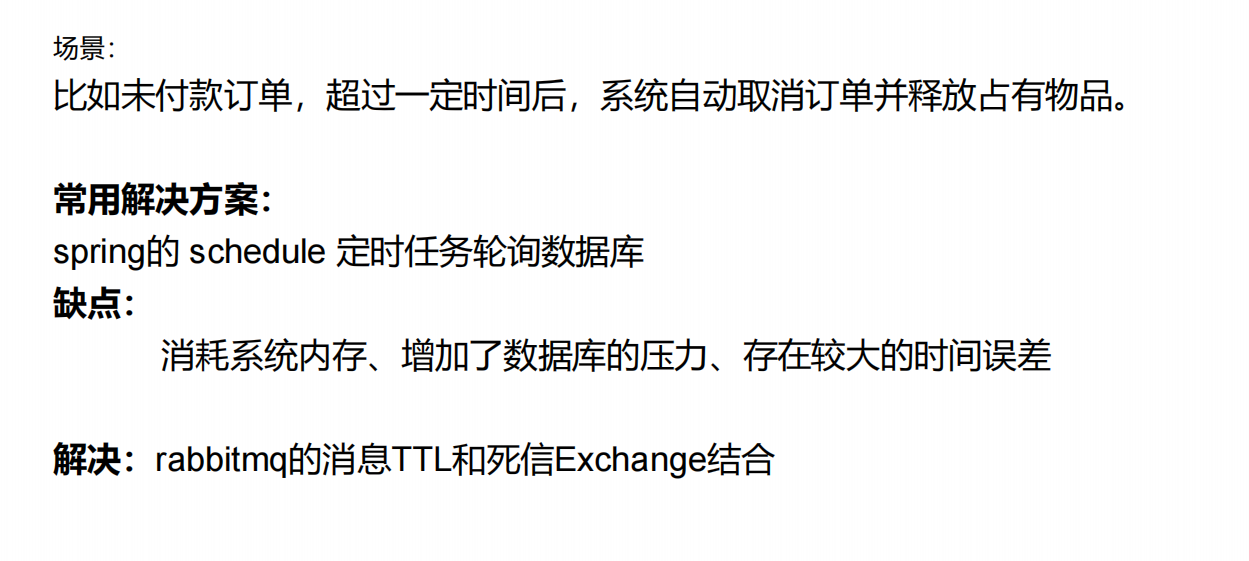 场景：
比如未付款订单，超过一定时间后，系统自动取消订单并释放占有物品。
常用解决方案：
spring的 schedule 定时任务轮询数据库
缺点：
消耗系统内存、增加了数据库的压力、存在较大的时间误差
解决：rabbitmq的消息TTL和死信Exchange结合